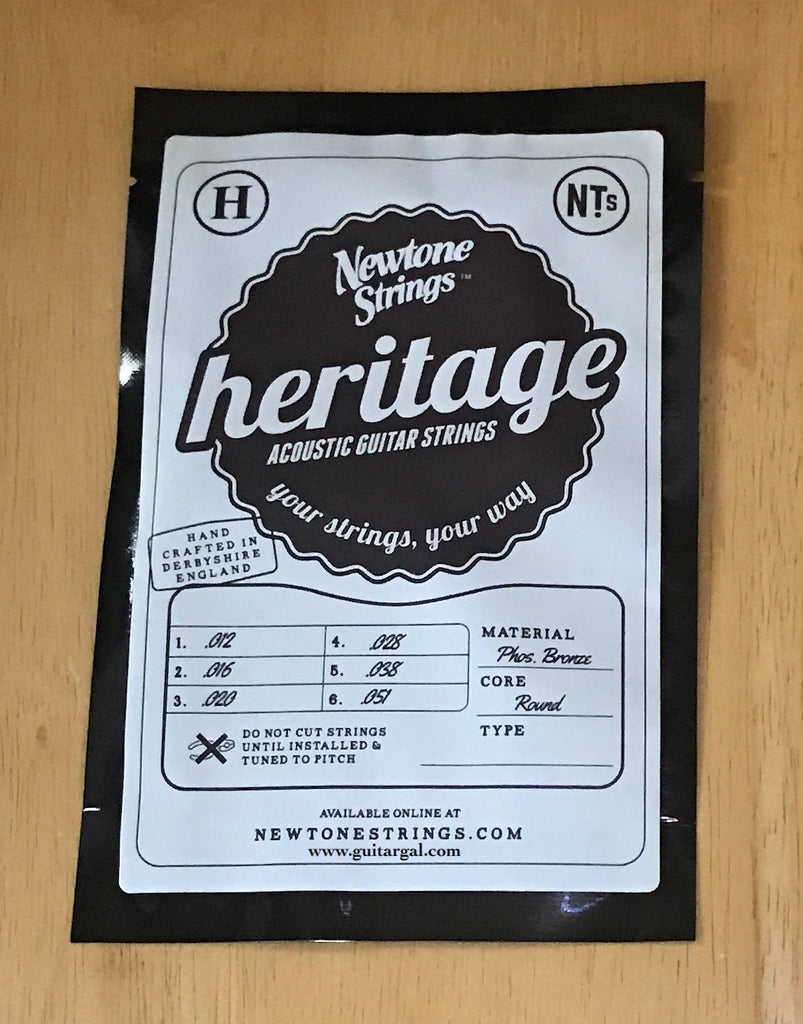 H
NTs
Newtone
Strings™
heritage
ACOUSTIC GUITAR STRINGS
your strings, your way
HAND
CRAFTED IN
DERBYSHIRE
ENGLAND
1. .012 4. .028
2. .016 5. .038
3. .020 6. .051
MATERIAL
Phos. Bronze
CORE
Round
TYPE
DO NOT CUT STRINGS
UNTIL INSTALLED &
TUNED TO PITCH
AVAILABLE ONLINE AT
NEWTONESTRINGS.COM
www.guitargal.com